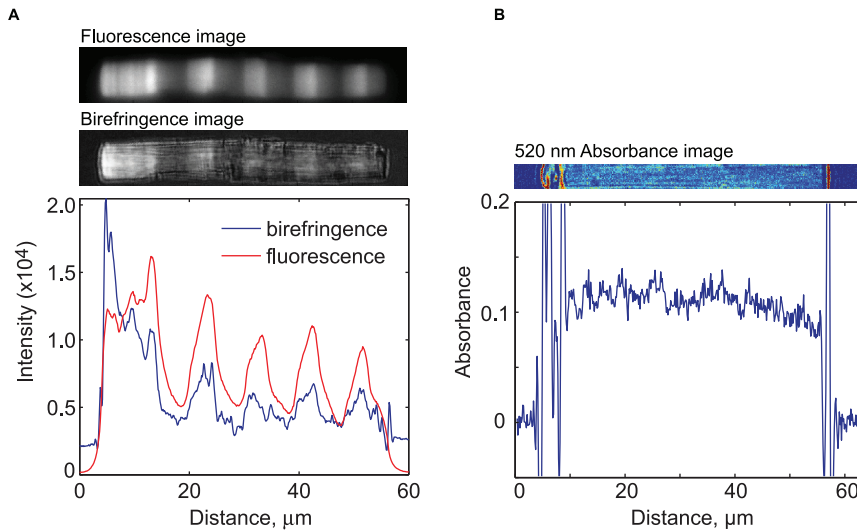 A
Fluorescence image
Birefringence image
2.0
1.5
1.0
0.5
0
Intensity (x104)
birefringence
fluorescence
0 20 40 60
Distance, μm
B
520 nm Absorbance image
0.2
0.1
0
Absorbance
0 20 40 60
Distance, μm